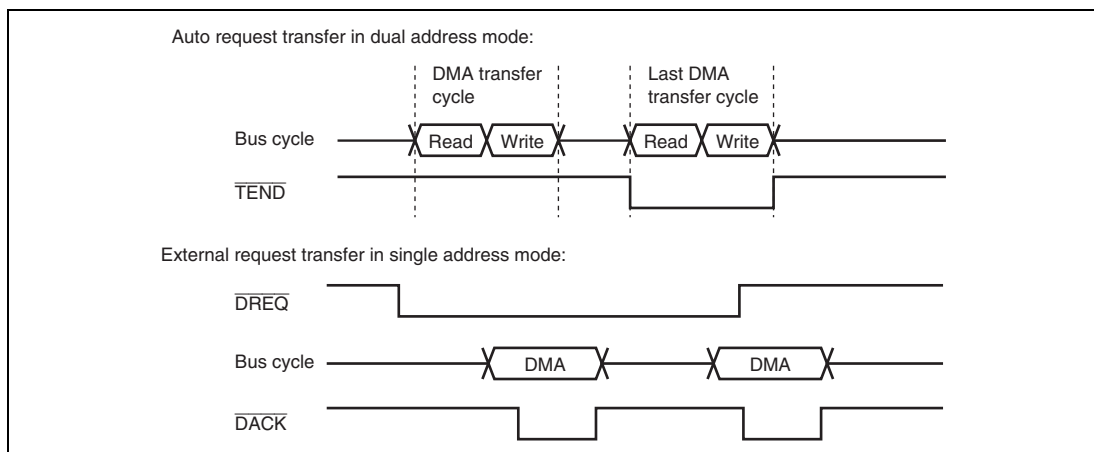 Auto request transfer in dual address mode:
DMA transfer
cycle
Last DMA
transfer cycle
Bus cycle
Read
Write
Read
Write
TEND
External request transfer in single address mode:
DREQ
Bus cycle
DMA
DMA
DACK